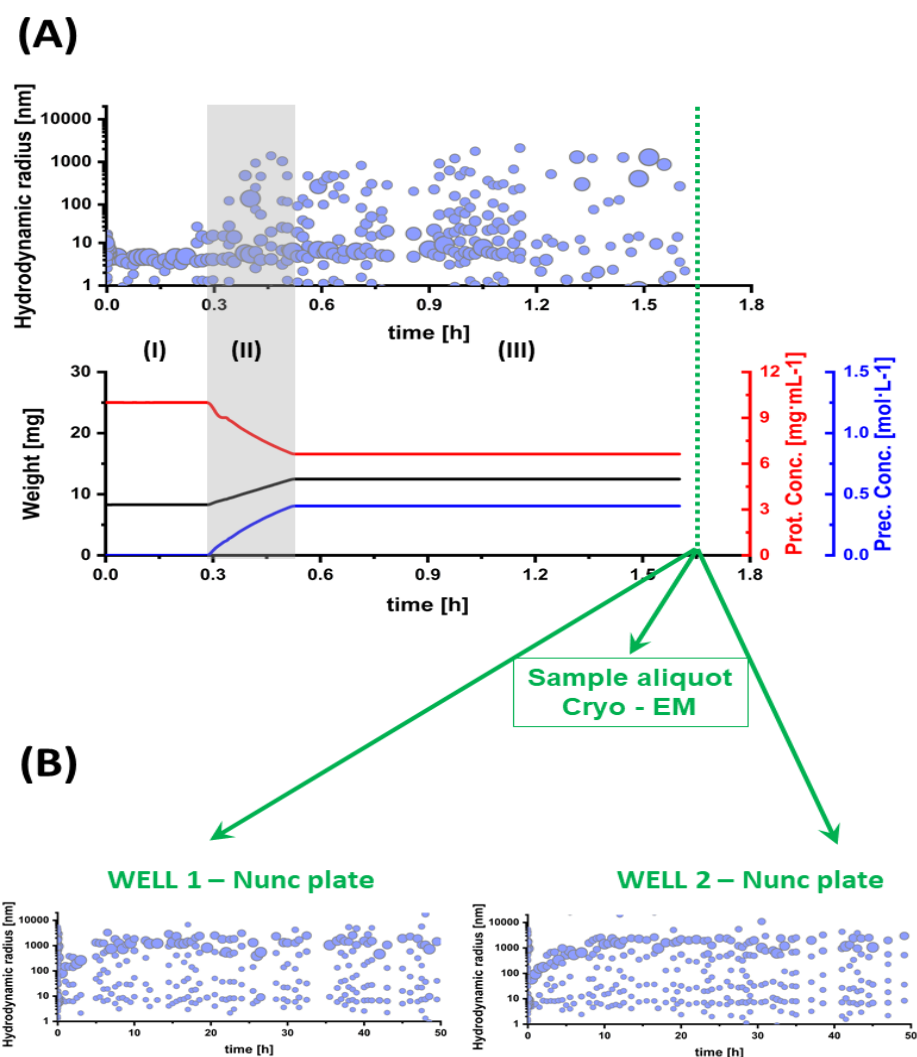 (A)
Hydrodynamic radius [nm]
10000
1000
100
10
1
0.0 0.3 0.6 0.9 1.2 1.5 1.8
time [h]
(I) (II) (III)
Weight [mg]
30
20
10
0
0.0 0.3 0.6 0.9 1.2 1.5 1.8
time [h]
12
9
6
3
0
Prot. Conc. [mg·mL-1]
1.5
1.0
0.5
0.0
Prec. Conc. [mol·L-1]
Sample aliquot
Cryo - EM
(B)
WELL 1 – Nunc plate
Hydrodynamic radius [nm]
10000
1000
100
10
1
0 10 20 30 40 50
time [h]
WELL 2 – Nunc plate
Hydrodynamic radius [nm]
10000
1000
100
10
1
0 10 20 30 40 50
time [h]